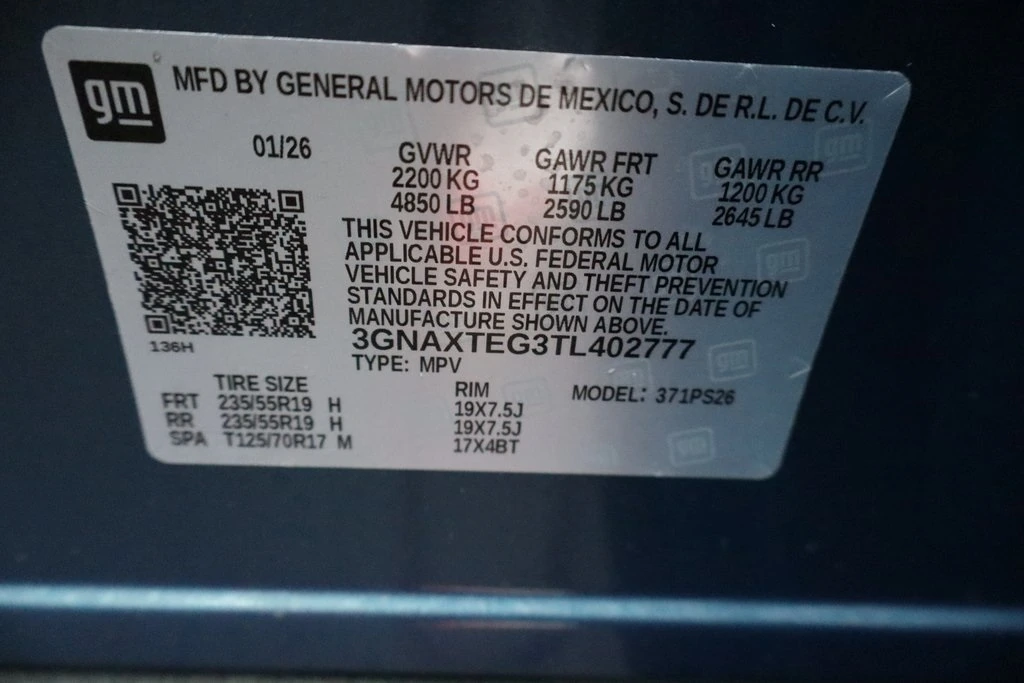 gm
MFD BY GENERAL MOTORS DE MEXICO, S. DE R.L. DE C.V.
01/26
GVWR GAWR FRT GAWR RR
2200 KG 1175 KG 1200 KG
4850 LB 2590 LB 2645 LB
THIS VEHICLE CONFORMS TO ALL
APPLICABLE U.S. FEDERAL MOTOR
VEHICLE SAFETY AND THEFT PREVENTION
STANDARDS IN EFFECT ON THE DATE OF
MANUFACTURE SHOWN ABOVE.
136H
3GNAXTEG3TL402777
TYPE: MPV
TIRE SIZE RIM MODEL: 371PS26
FRT 235/55R19 H 19X7.5J
RR 235/55R19 H 19X7.5J
SPA T125/70R17 M 17X4BT